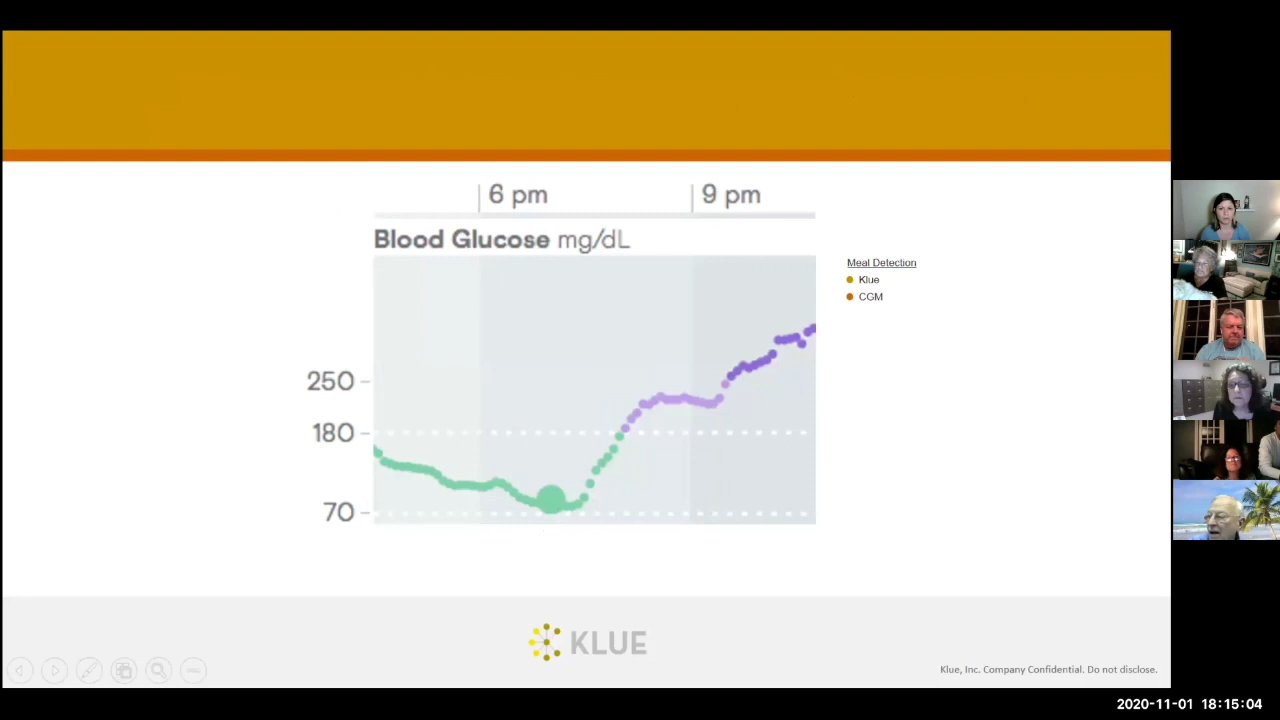 6 pm
9 pm
Blood Glucose mg/dL
Meal Detection
Klue
CGM
250
180
70
KLUE
Klue, Inc. Company Confidential. Do not disclose.
2020-11-01 18:15:04